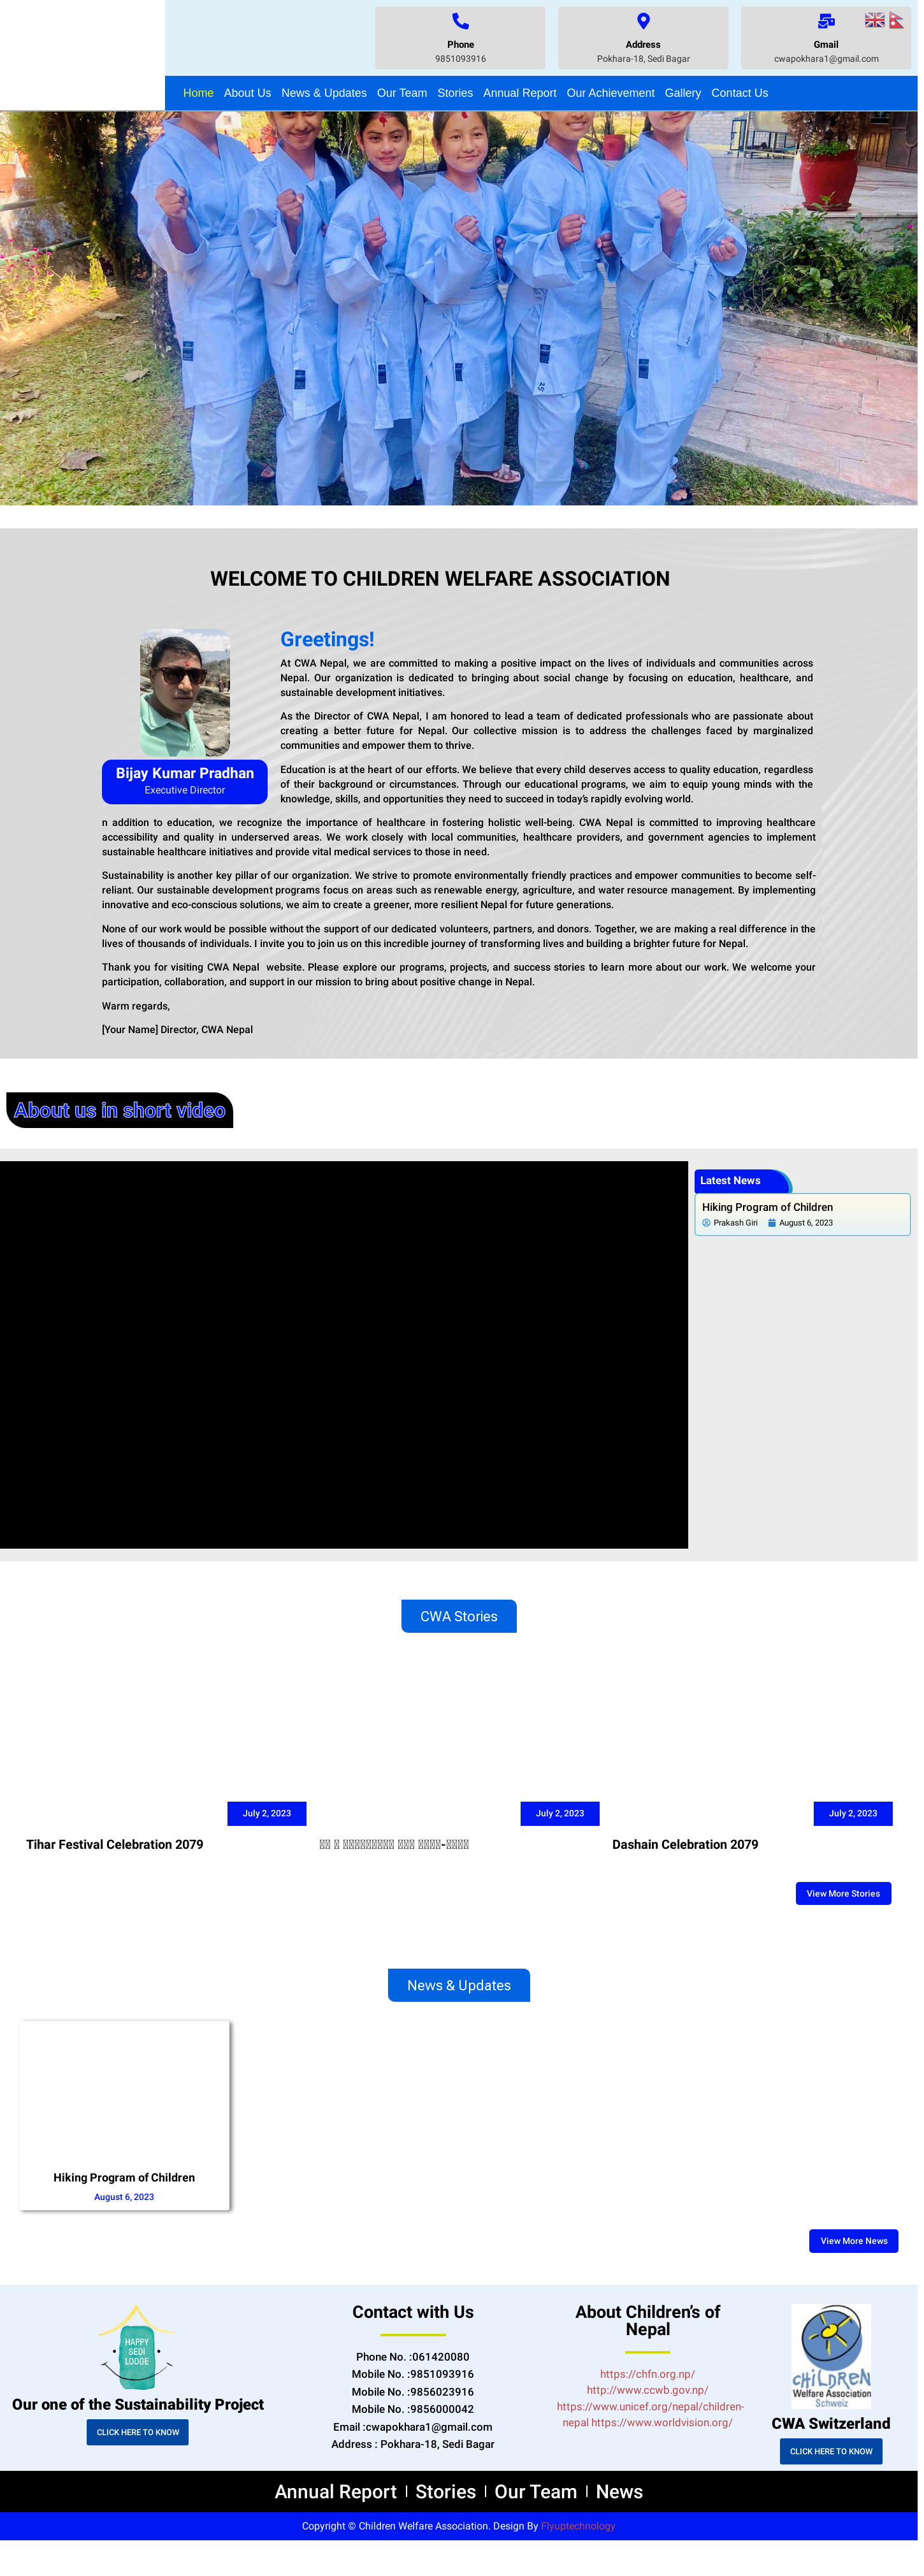 Phone
9851093916
Address
Pokhara-18, Sedi Bagar
Gmail
cwapokhara1@gmail.com
Home About Us News & Updates Our Team Stories Annual Report Our Achievement Gallery Contact Us
25
WELCOME TO CHILDREN WELFARE ASSOCIATION
Bijay Kumar Pradhan
Executive Director
Greetings!
At CWA Nepal, we are committed to making a positive impact on the lives of individuals and communities across
Nepal. Our organization is dedicated to bringing about social change by focusing on education, healthcare, and
sustainable development initiatives.
As the Director of CWA Nepal, I am honored to lead a team of dedicated professionals who are passionate about
creating a better future for Nepal. Our collective mission is to address the challenges faced by marginalized
communities and empower them to thrive.
Education is at the heart of our efforts. We believe that every child deserves access to quality education, regardless
of their background or circumstances. Through our educational programs, we aim to equip young minds with the
knowledge, skills, and opportunities they need to succeed in today's rapidly evolving world.
n addition to education, we recognize the importance of healthcare in fostering holistic well-being. CWA Nepal is committed to improving healthcare
accessibility and quality in underserved areas. We work closely with local communities, healthcare providers, and government agencies to implement
sustainable healthcare initiatives and provide vital medical services to those in need.
Sustainability is another key pillar of our organization. We strive to promote environmentally friendly practices and empower communities to become self-
reliant. Our sustainable development programs focus on areas such as renewable energy, agriculture, and water resource management. By implementing
innovative and eco-conscious solutions, we aim to create a greener, more resilient Nepal for future generations.
None of our work would be possible without the support of our dedicated volunteers, partners, and donors. Together, we are making a real difference in the
lives of thousands of individuals. I invite you to join us on this incredible journey of transforming lives and building a brighter future for Nepal.
Thank you for visiting CWA Nepal website. Please explore our programs, projects, and success stories to learn more about our work. We welcome your
participation, collaboration, and support in our mission to bring about positive change in Nepal.
Warm regards,
[Your Name] Director, CWA Nepal
About us in short video
Latest News
Hiking Program of Children
Prakash Giri August 6, 2023
CWA Stories
July 2, 2023
Tihar Festival Celebration 2079
July 2, 2023
July 2, 2023
Dashain Celebration 2079
View More Stories
News & Updates
Hiking Program of Children
August 6, 2023
View More News
HAPPY
SEDI
LODGE
Our one of the Sustainability Project
CLICK HERE TO KNOW
Contact with Us
Phone No. :061420080
Mobile No. :9851093916
Mobile No. :9856023916
Mobile No. :9856000042
Email :cwapokhara1@gmail.com
Address : Pokhara-18, Sedi Bagar
About Children's of
Nepal
https://chfn.org.np/
http://www.ccwb.gov.np/
https://www.unicef.org/nepal/children-
nepal https://www.worldvision.org/
CHILDREN
Welfare Association
Schweiz
CWA Switzerland
CLICK HERE TO KNOW
Annual Report Stories Our Team News
Copyright © Children Welfare Association. Design By Flyuptechnology